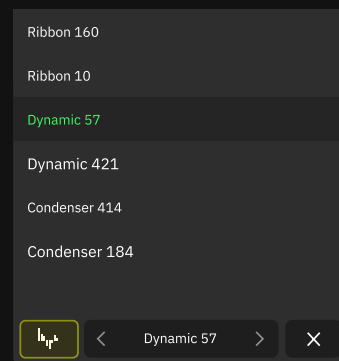 Ribbon 160
Ribbon 10
Dynamic 57
Dynamic 421
Condenser 414
Condenser 184
Dynamic 57